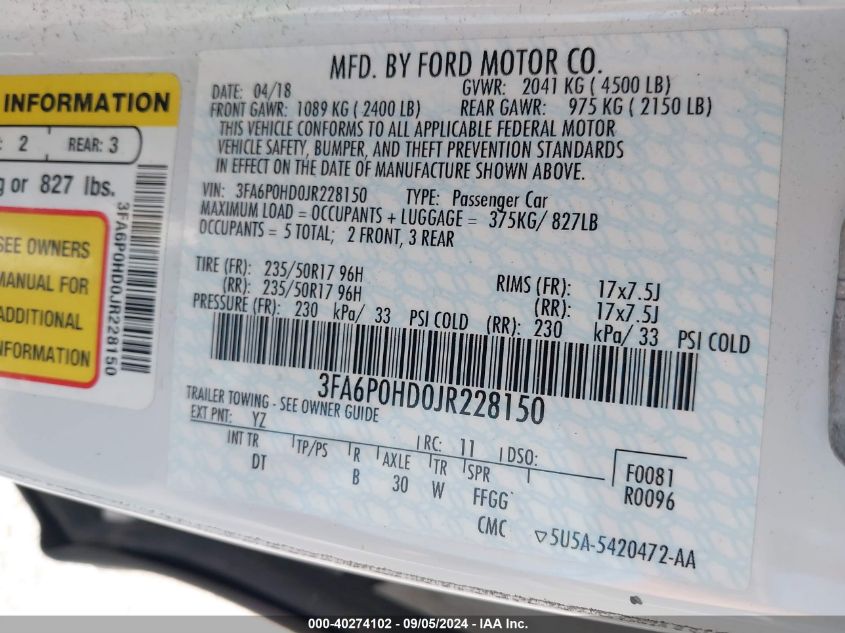 INFORMATION
: 2 REAR: 3
g or 827 lbs.
SEE OWNERS
MANUAL FOR
ADDITIONAL
INFORMATION
3FA6P0HD0JR228150
MFD. BY FORD MOTOR CO.
DATE: 04/18 GVWR: 2041 KG ( 4500 LB)
FRONT GAWR: 1089 KG ( 2400 LB) REAR GAWR: 975 KG ( 2150 LB)
THIS VEHICLE CONFORMS TO ALL APPLICABLE FEDERAL MOTOR
VEHICLE SAFETY, BUMPER, AND THEFT PREVENTION STANDARDS
IN EFFECT ON THE DATE OF MANUFACTURE SHOWN ABOVE.
VIN: 3FA6P0HD0JR228150 TYPE: Passenger Car
MAXIMUM LOAD = OCCUPANTS + LUGGAGE = 375KG/ 827LB
OCCUPANTS = 5 TOTAL; 2 FRONT, 3 REAR
TIRE (FR): 235/50R17 96H RIMS (FR): 17x7.5J
(RR): 235/50R17 96H (RR): 17x7.5J
PRESSURE (FR): 230 kPa/ 33 PSI COLD (RR): 230 kPa/ 33 PSI COLD
3FA6P0HD0JR228150
TRAILER TOWING - SEE OWNER GUIDE
EXT PNT: YZ RC: 11 DSO:
INT TR TP/PS R AXLE TR SPR F0081
DT B 30 W FFGG R0096
CMC 5U5A-5420472-AA
000-40274102 - 09/05/2024 - IAA Inc.